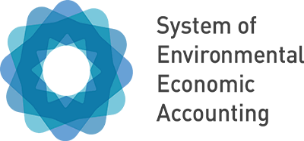 System of
Environmental
Economic
Accounting